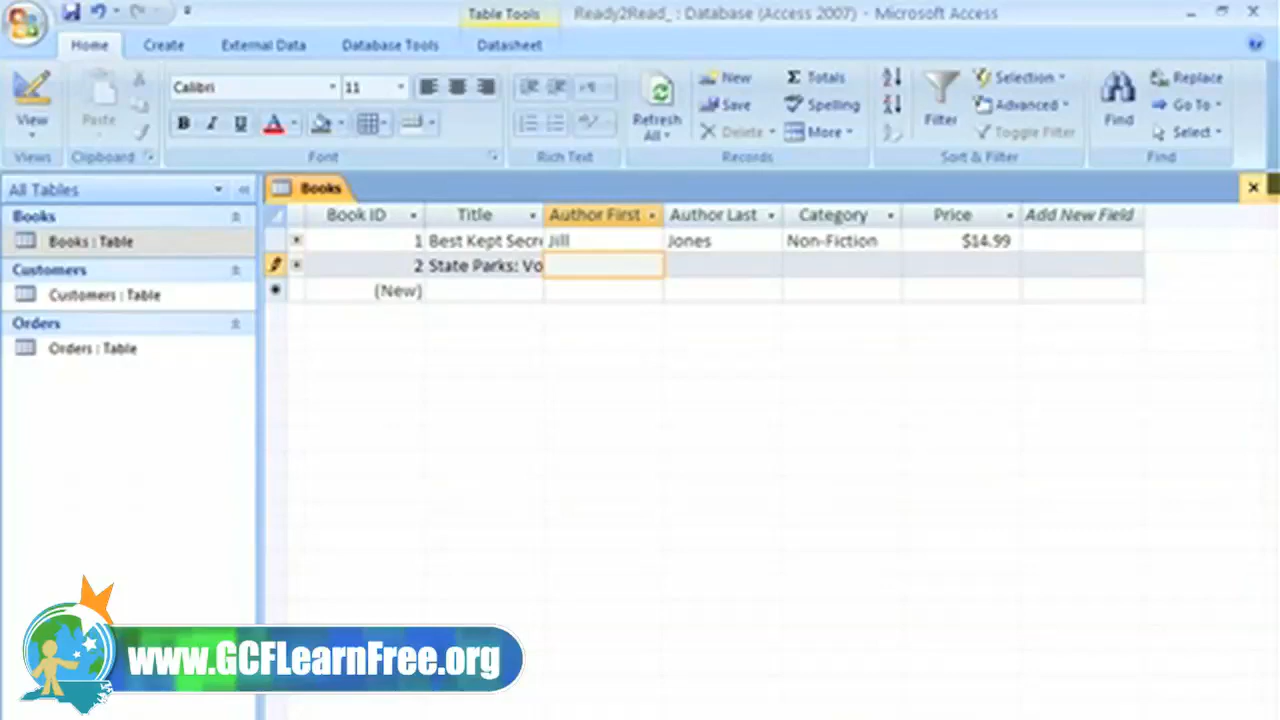 Table Tools Ready2Read_ : Database (Access 2007) - Microsoft Access
Home Create External Data Database Tools Datasheet
View Paste Calibri 11 B I U A Refresh All New Save Delete Totals Spelling More Filter Selection Advanced Toggle Filter Find Replace Go To Select
Views Clipboard Font Rich Text Records Sort & Filter Find
All Tables
Books
Books : Table
Customers
Customers : Table
Orders
Orders : Table
Books
Book ID Title Author First Author Last Category Price Add New Field
1 Best Kept Secre Jill Jones Non-Fiction $14.99
2 State Parks: Vo
(New)
www.GCFLearnFree.org